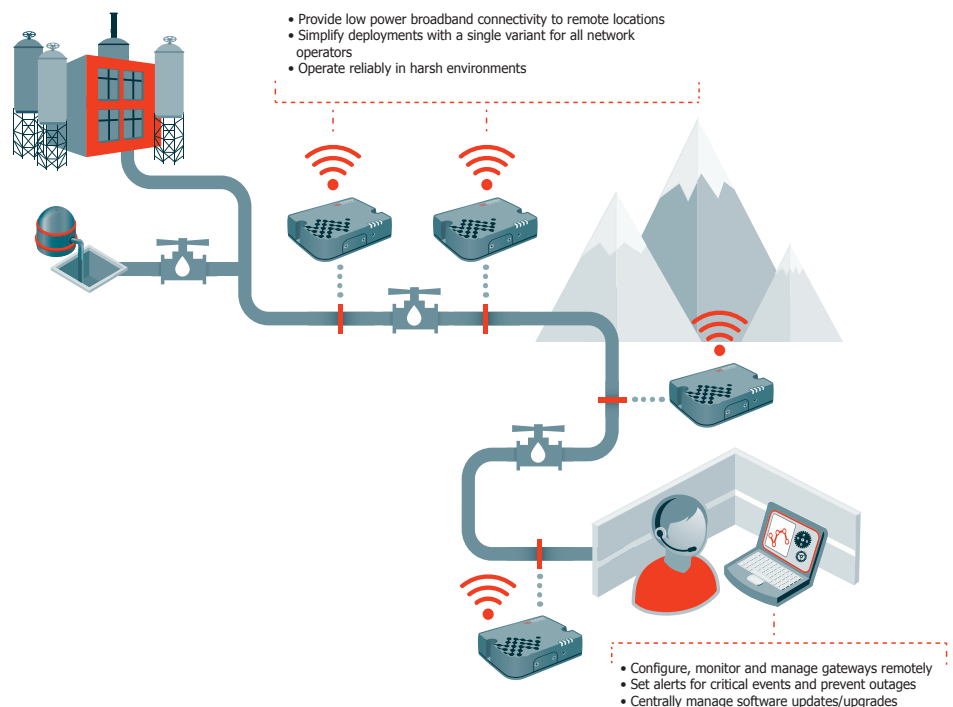 • Provide low power broadband connectivity to remote locations
• Simplify deployments with a single variant for all network
operators
• Operate reliably in harsh environments
• Configure, monitor and manage gateways remotely
• Set alerts for critical events and prevent outages
• Centrally manage software updates/upgrades